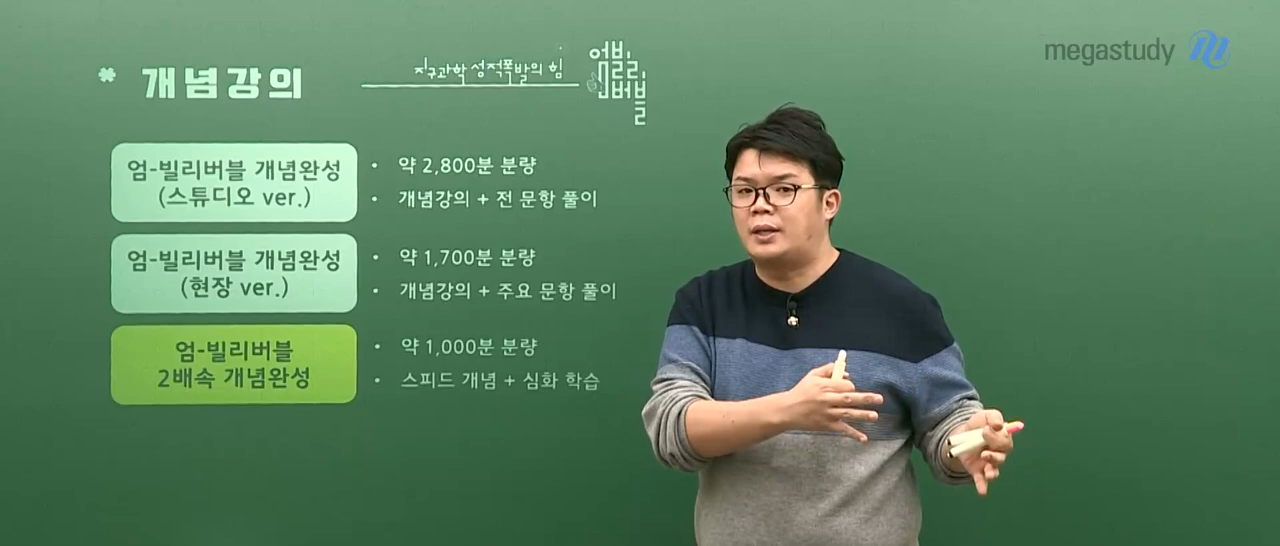 * 개념강의
지구과학 성적폭발의 힘
엄빌리버블
megastudy
엄-빌리버블 개념완성
(스튜디오 ver.)
• 약 2,800분 분량
• 개념강의 + 전 문항 풀이
엄-빌리버블 개념완성
(현장 ver.)
• 약 1,700분 분량
• 개념강의 + 주요 문항 풀이
엄-빌리버블
2배속 개념완성
• 약 1,000분 분량
• 스피드 개념 + 심화 학습